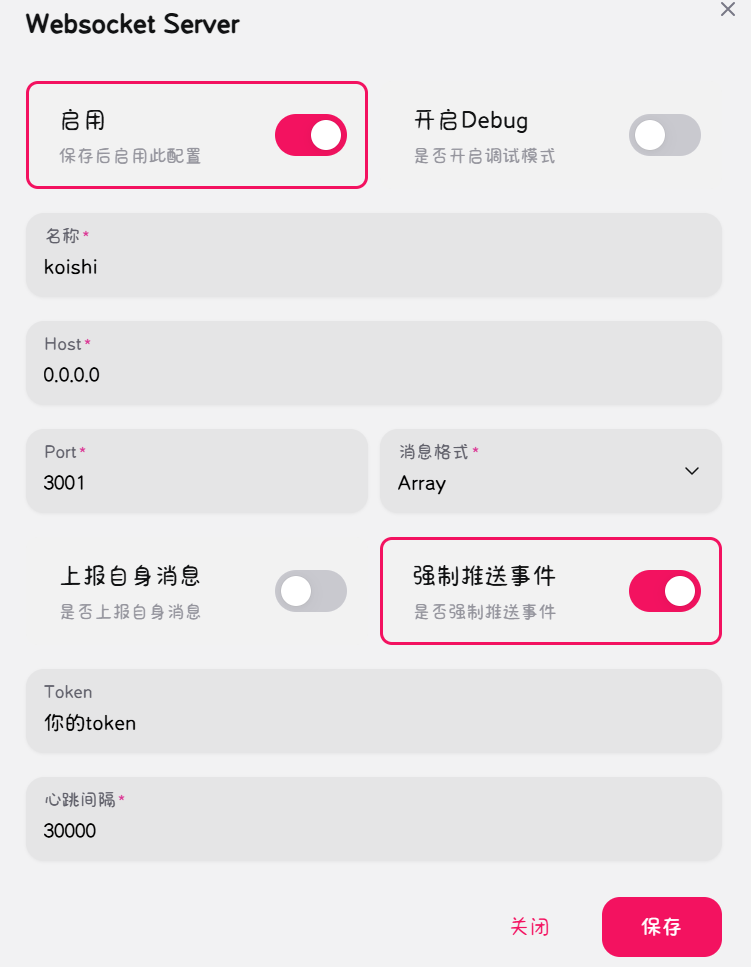 Websocket Server
启用
保存后启用此配置
开启Debug
是否开启调试模式
名称*
koishi
Host*
0.0.0.0
Port*
3001
消息格式*
Array
上报自身消息
是否上报自身消息
强制推送事件
是否强制推送事件
Token
你的token
心跳间隔*
30000
关闭
保存